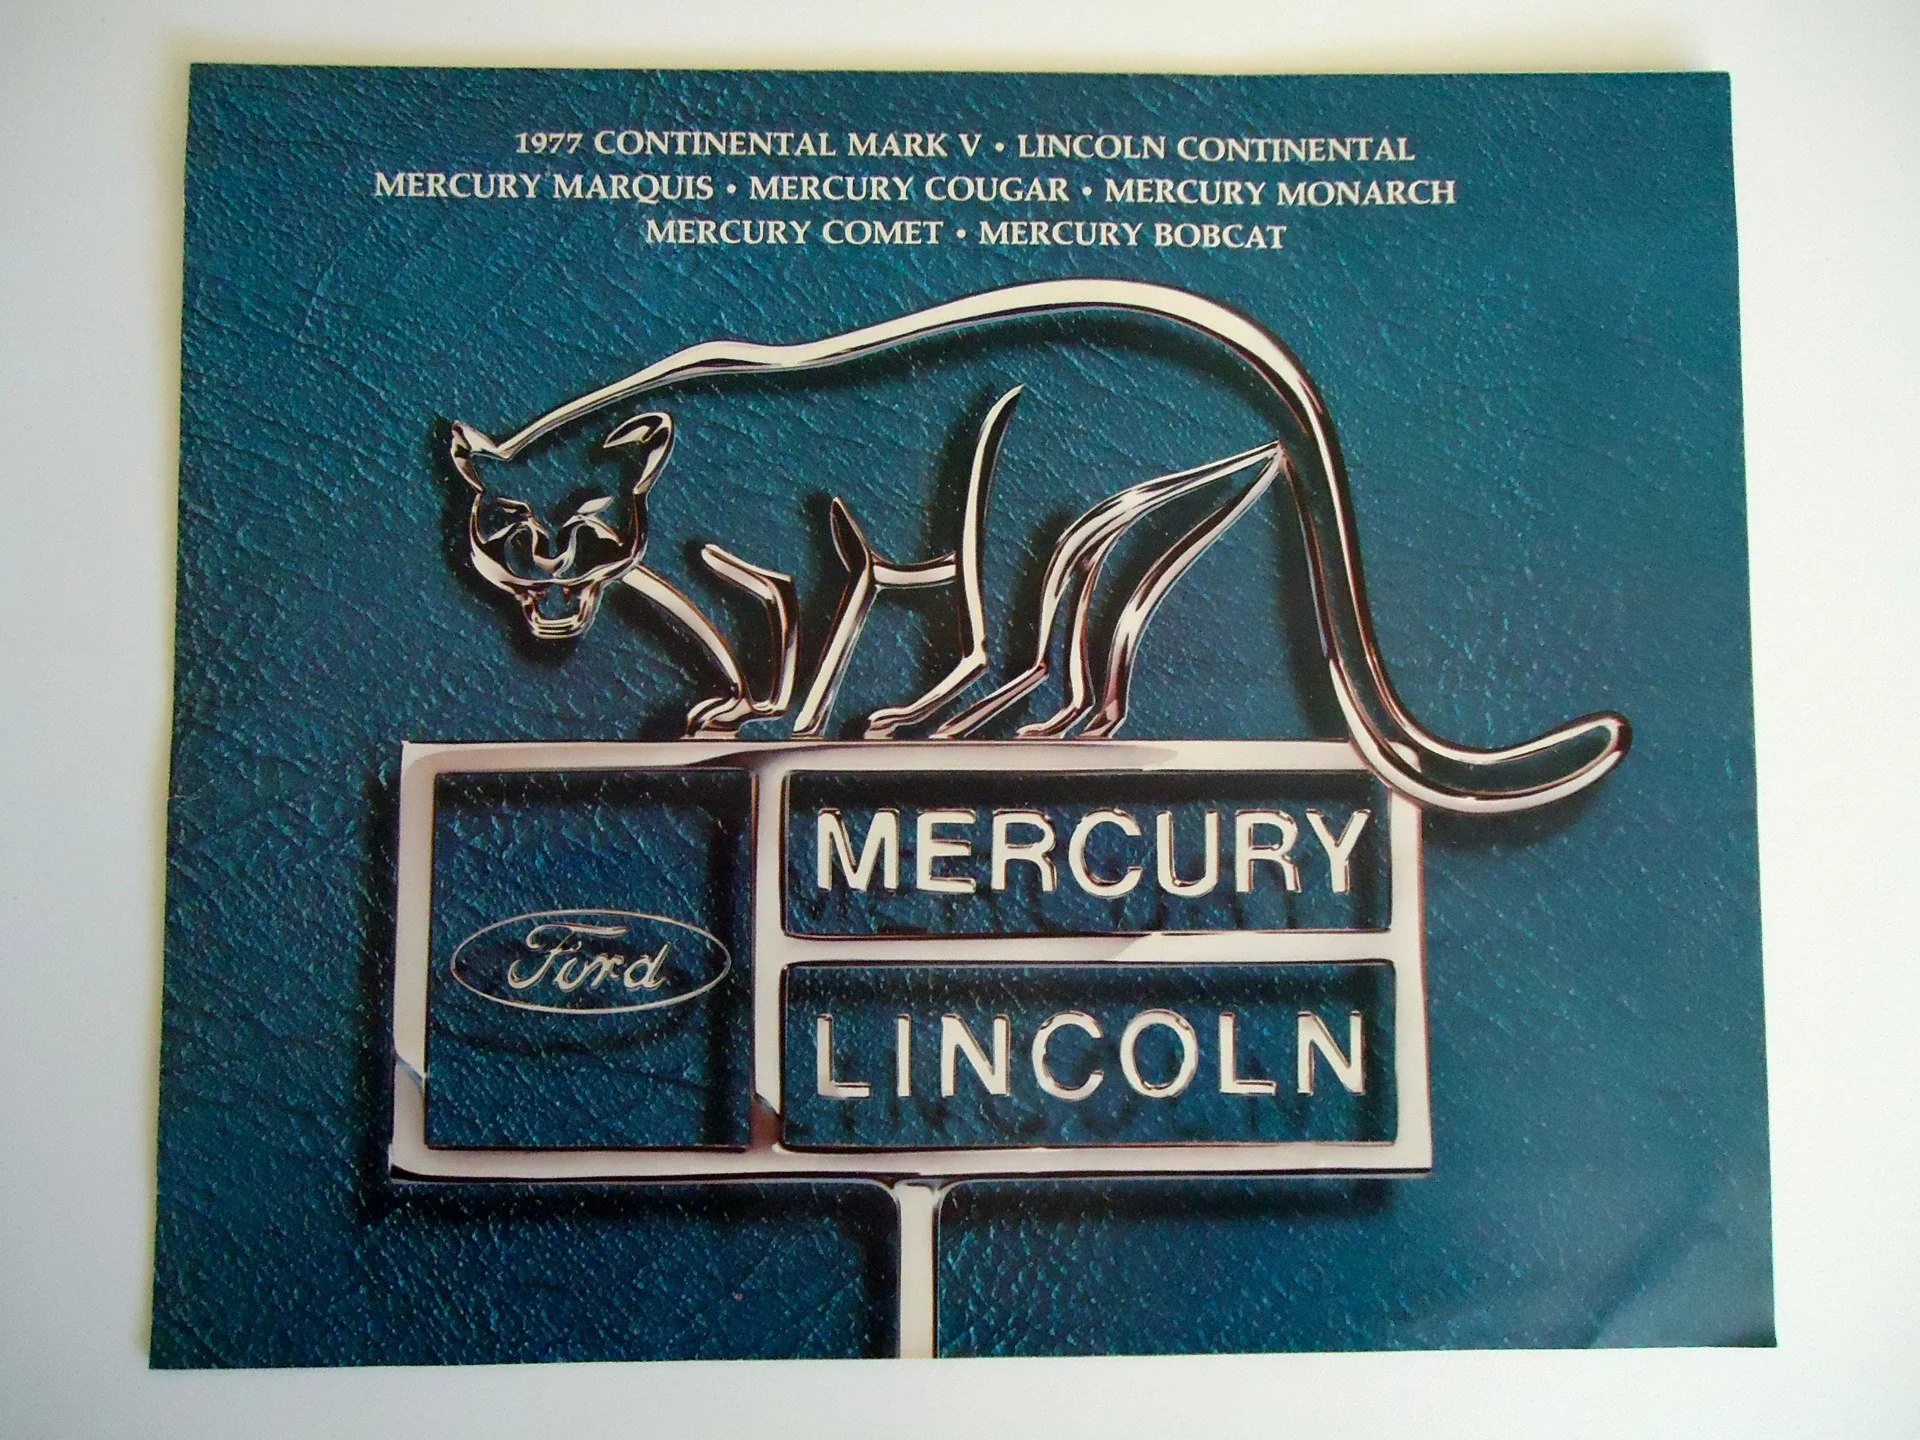 1977 CONTINENTAL MARK V • LINCOLN CONTINENTAL
MERCURY MARQUIS • MERCURY COUGAR • MERCURY MONARCH
MERCURY COMET • MERCURY BOBCAT
MERCURY
Ford
LINCOLN